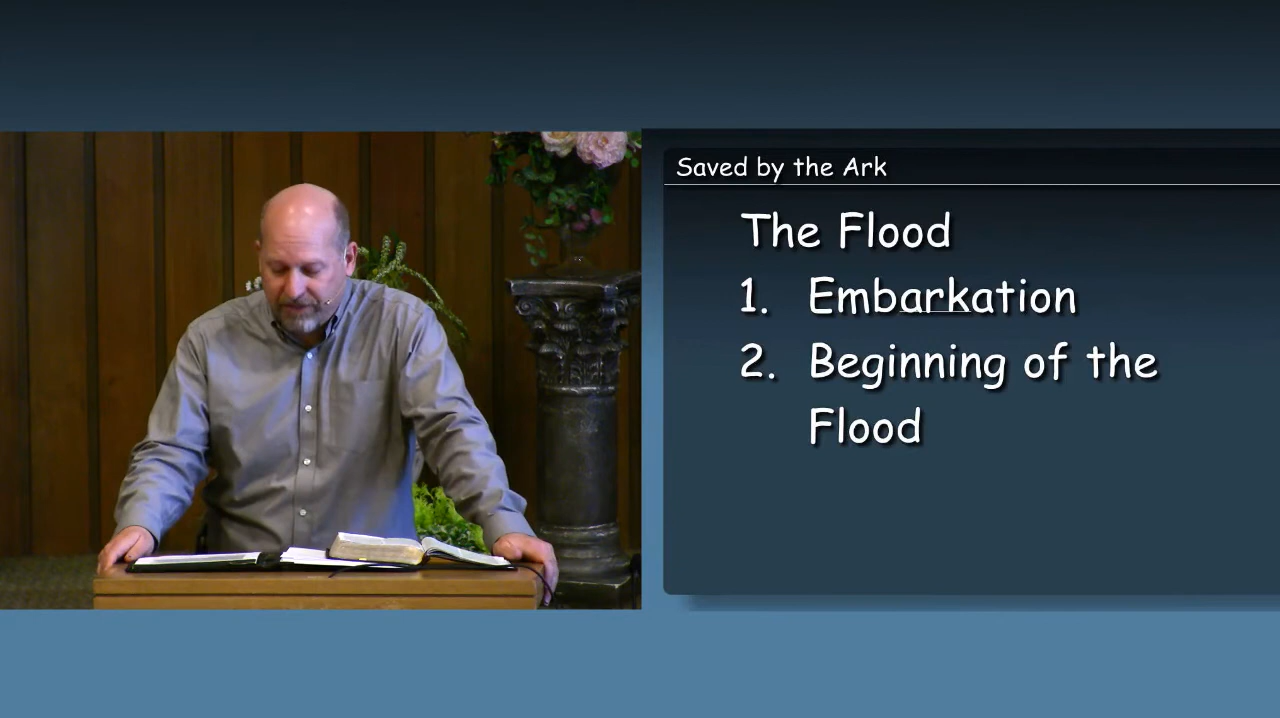 Saved by the Ark
The Flood
1. Embarkation
2. Beginning of the
Flood